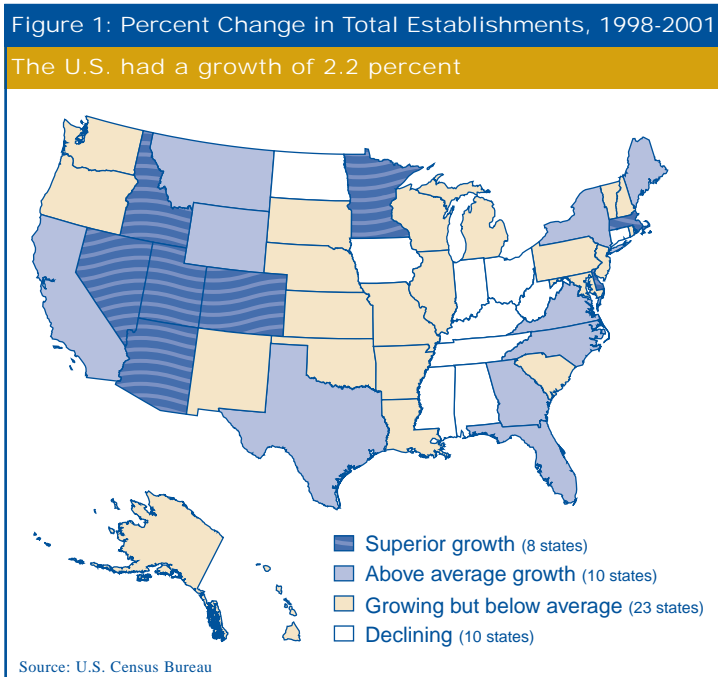 Figure 1: Percent Change in Total Establishments, 1998-2001
The U.S. had a growth of 2.2 percent
Superior growth (8 states)
Above average growth (10 states)
Growing but below average (23 states)
Declining (10 states)
Source: U.S. Census Bureau